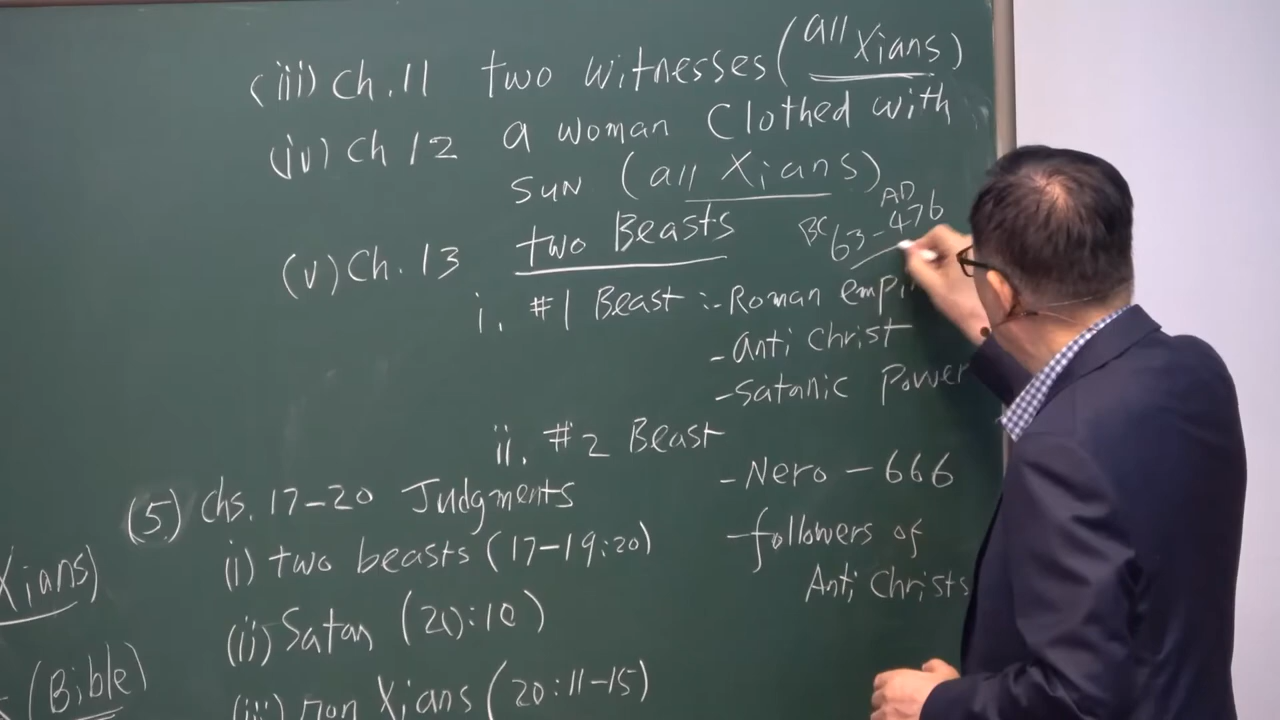 (iii) Ch. 11 two witnesses (all Xians)
(iv) Ch 12 a woman Clothed with
SUN (all Xians)
BC 63 - AD 476
(v) Ch. 13 two Beasts
i. #1 Beast :- Roman
- Anti Christ
- Satanic Power
ii. #2 Beast
- Nero - 666
- followers of
Anti Christs
(5.) Chs. 17-20 Judgments
(i) two beasts (17-19:20)
(ii) Satan (20:10)
(iii) non Xians (20:11-15)
Xians)
(Bible)